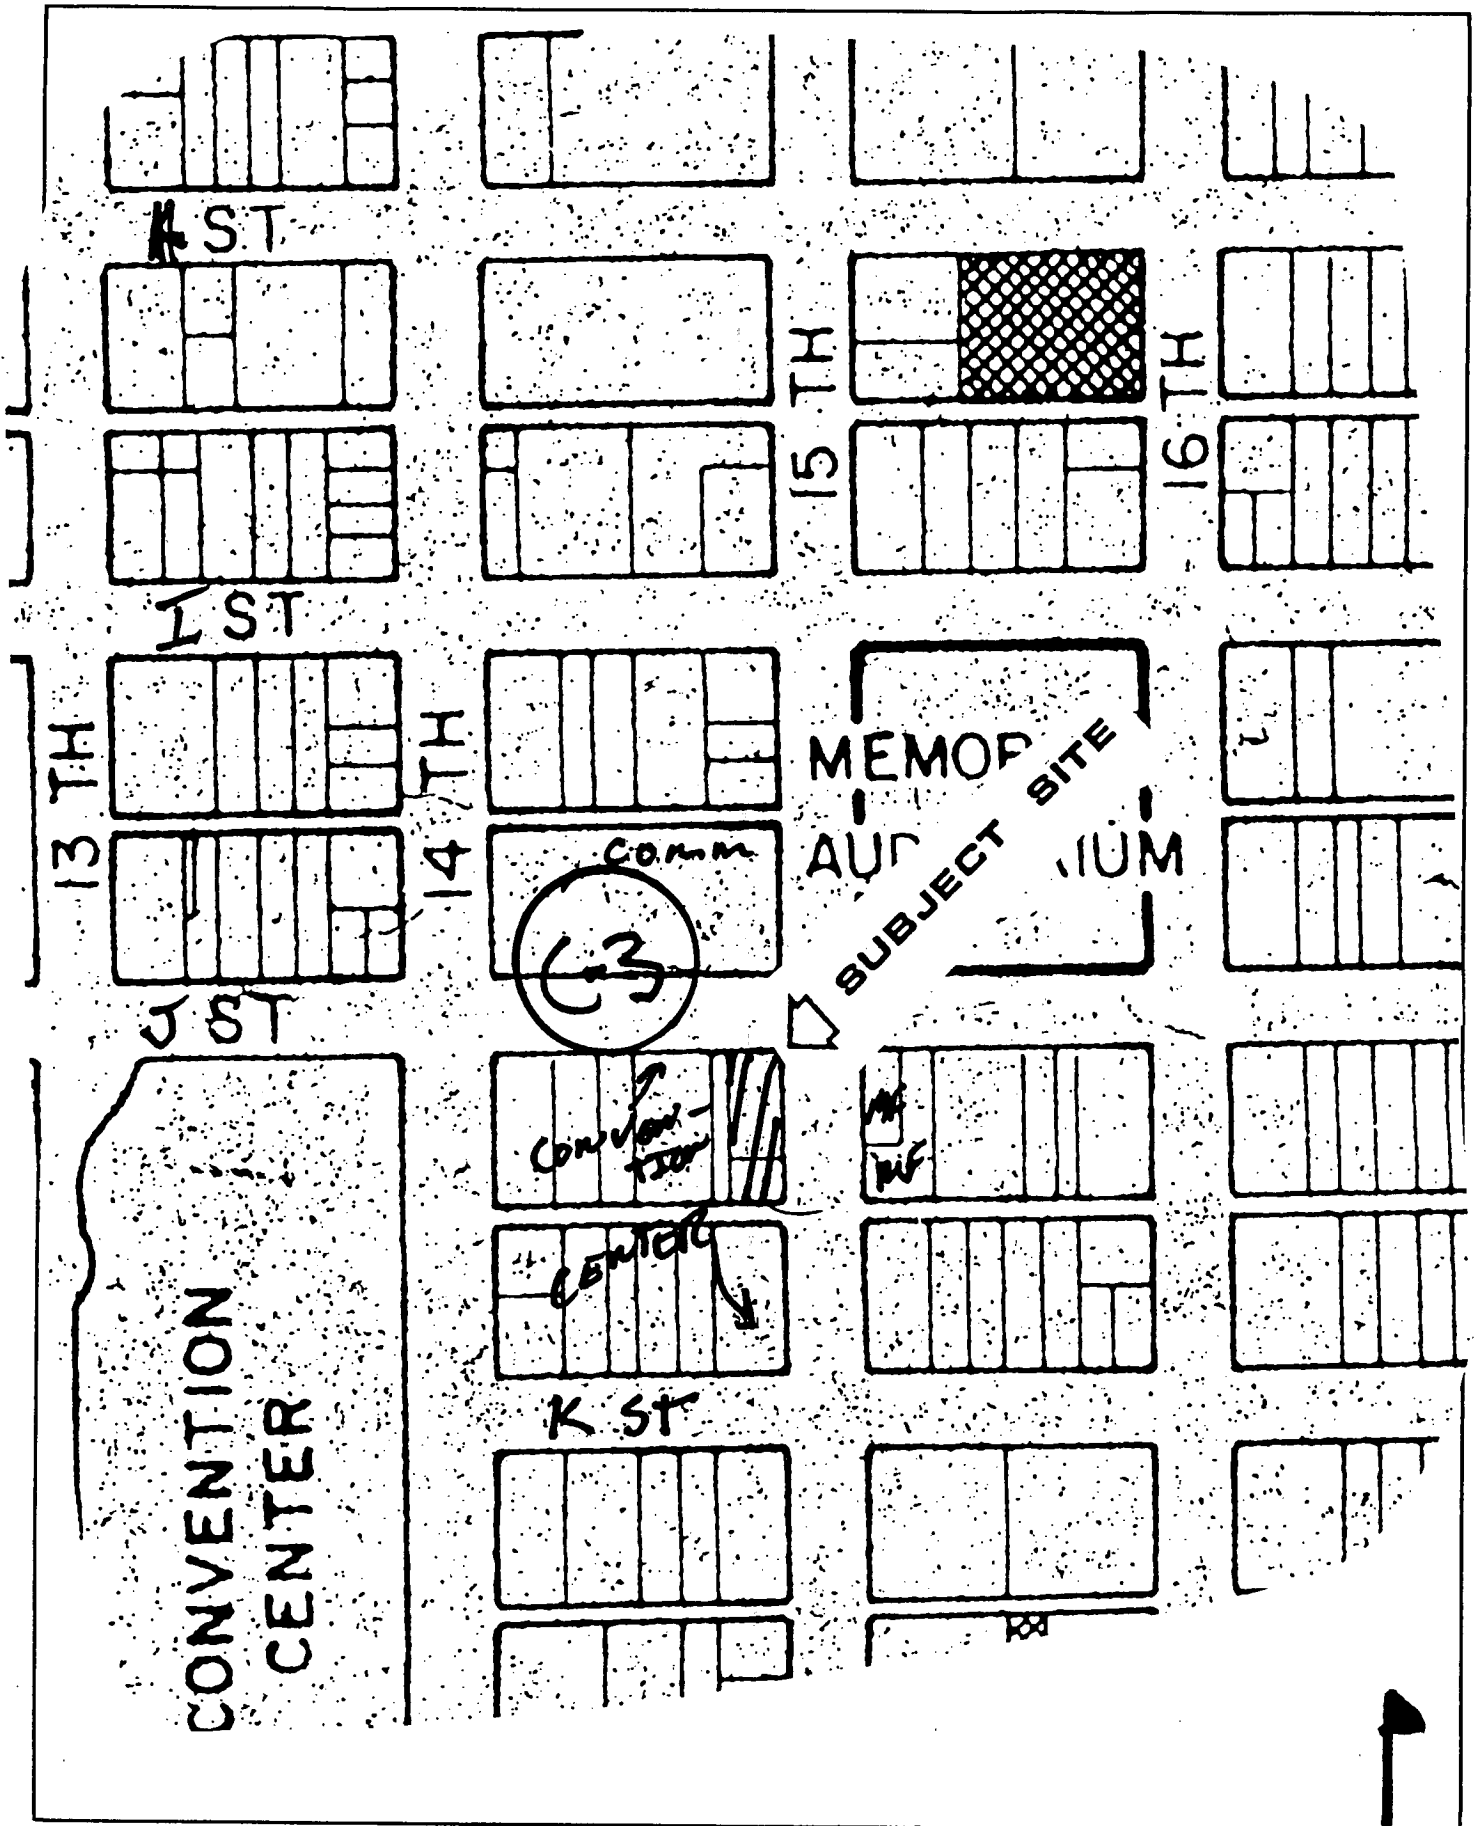 H ST
15 TH
16 TH
I ST
13 TH
14 TH
MEMOR
AUD IUM
SUBJECT SITE
Comm
C-3
J ST
Conven-
tion
CENTER
K ST
CONVENTION
CENTER